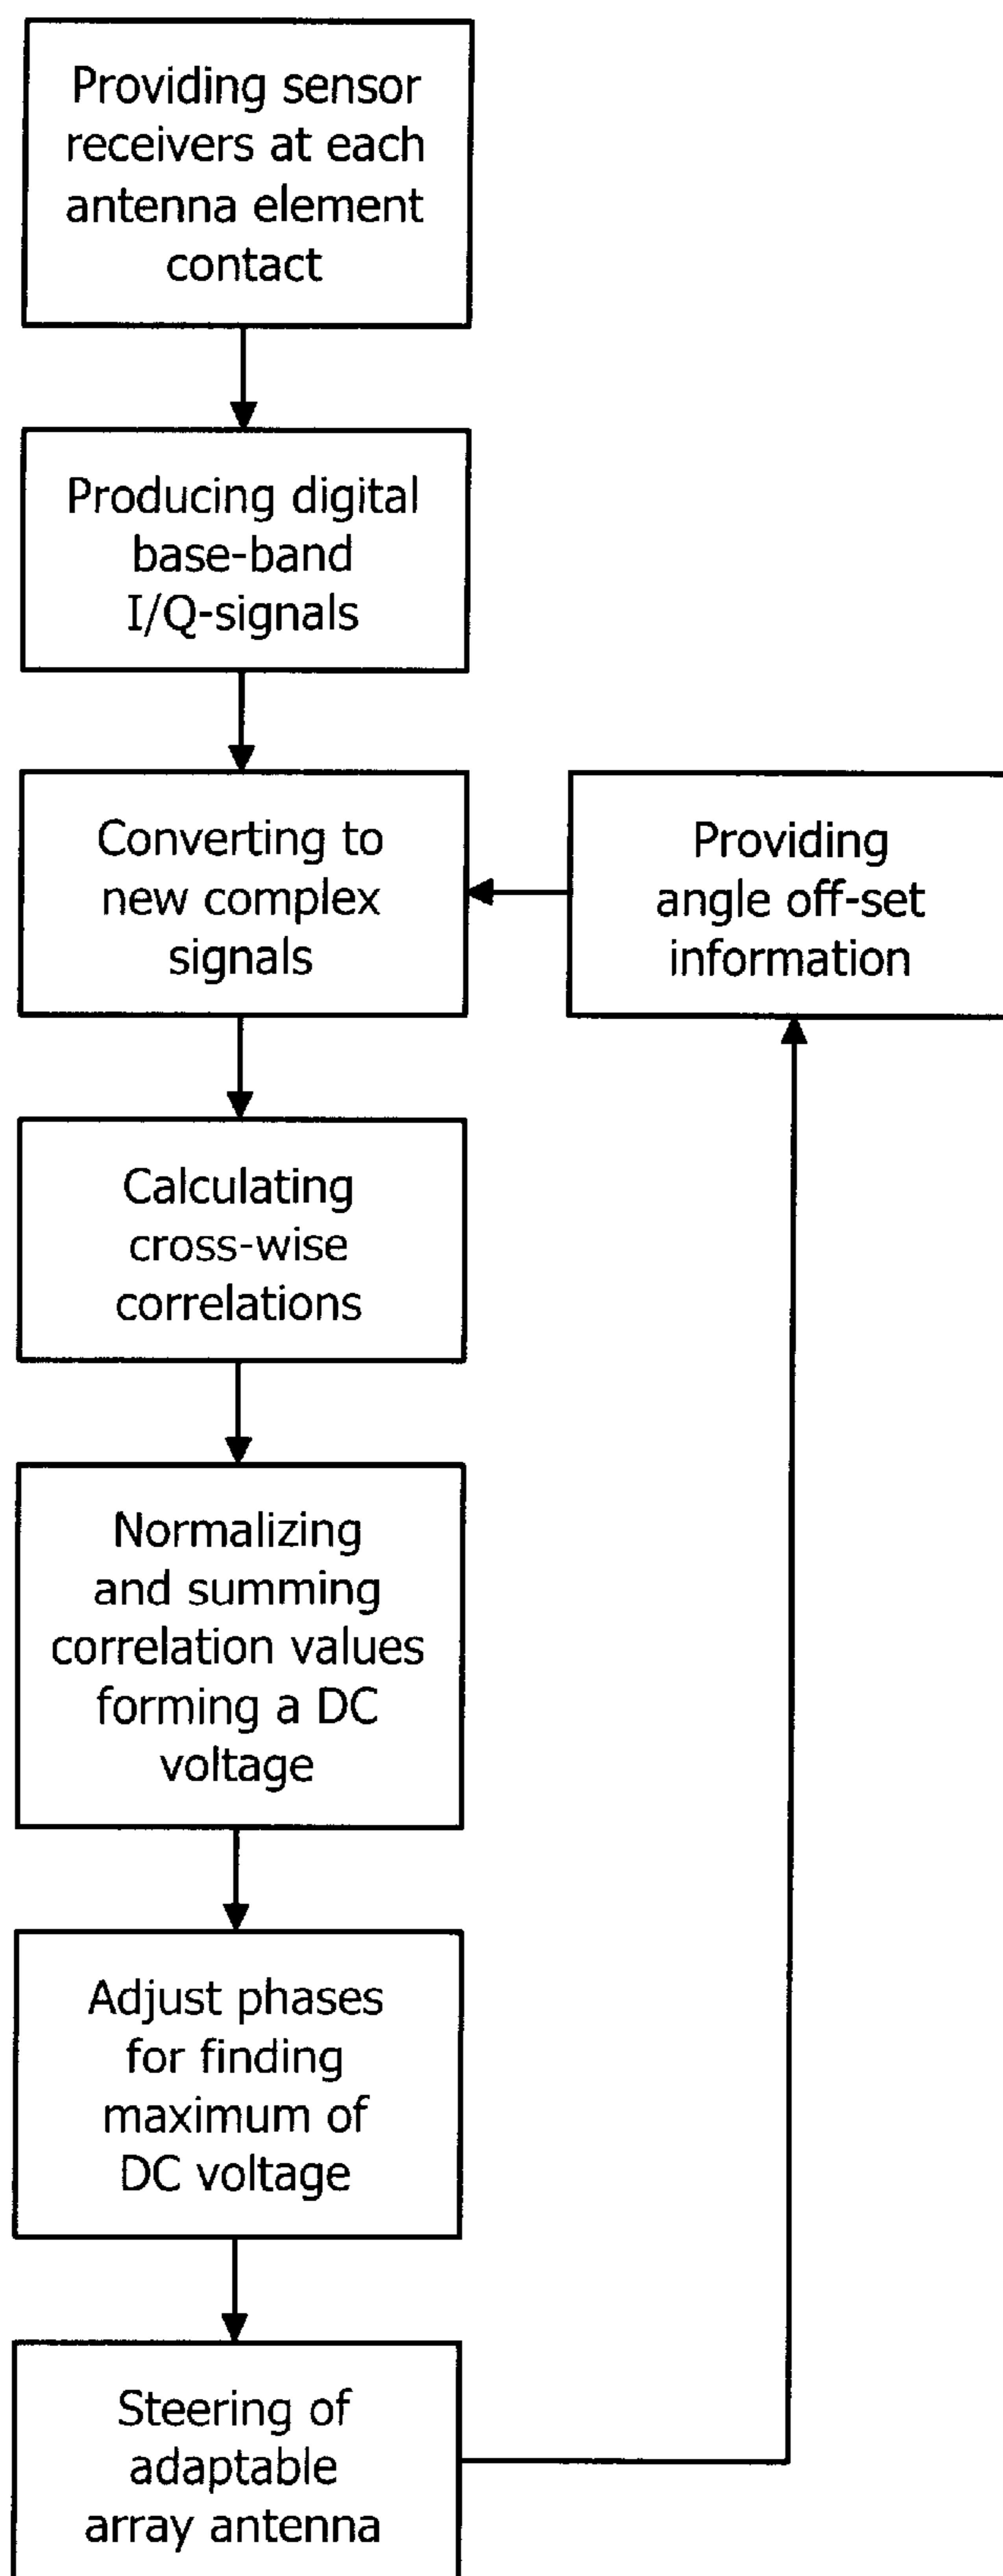 Providing sensor
receivers at each
antenna element
contact
Producing digital
base-band
I/Q-signals
Converting to
new complex
signals
Providing
angle off-set
information
Calculating
cross-wise
correlations
Normalizing
and summing
correlation values
forming a DC
voltage
Adjust phases
for finding
maximum of
DC voltage
Steering of
adaptable
array antenna